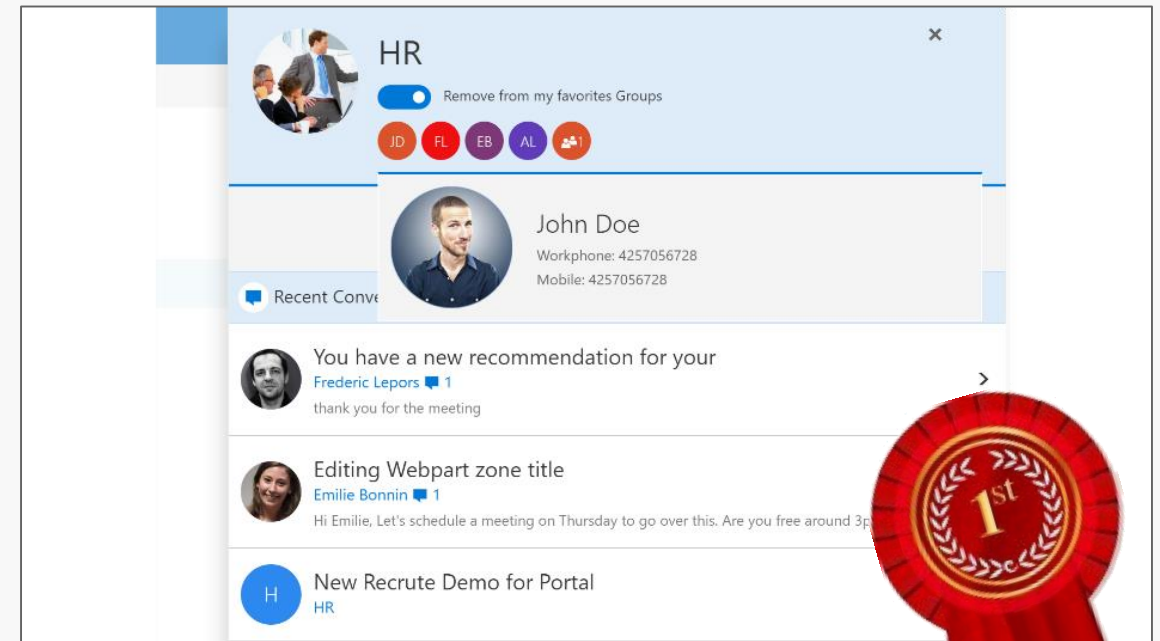 HR
Remove from my favorites Groups
JD FL EB AL 1
John Doe
Workphone: 4257056728
Mobile: 4257056728
Recent Conve
You have a new recommendation for your
Frederic Lepors 1
thank you for the meeting
Editing Webpart zone title
Emilie Bonnin 1
Hi Emilie, Let's schedule a meeting on Thursday to go over this. Are you free around 3p
1st
H
New Recrute Demo for Portal
HR